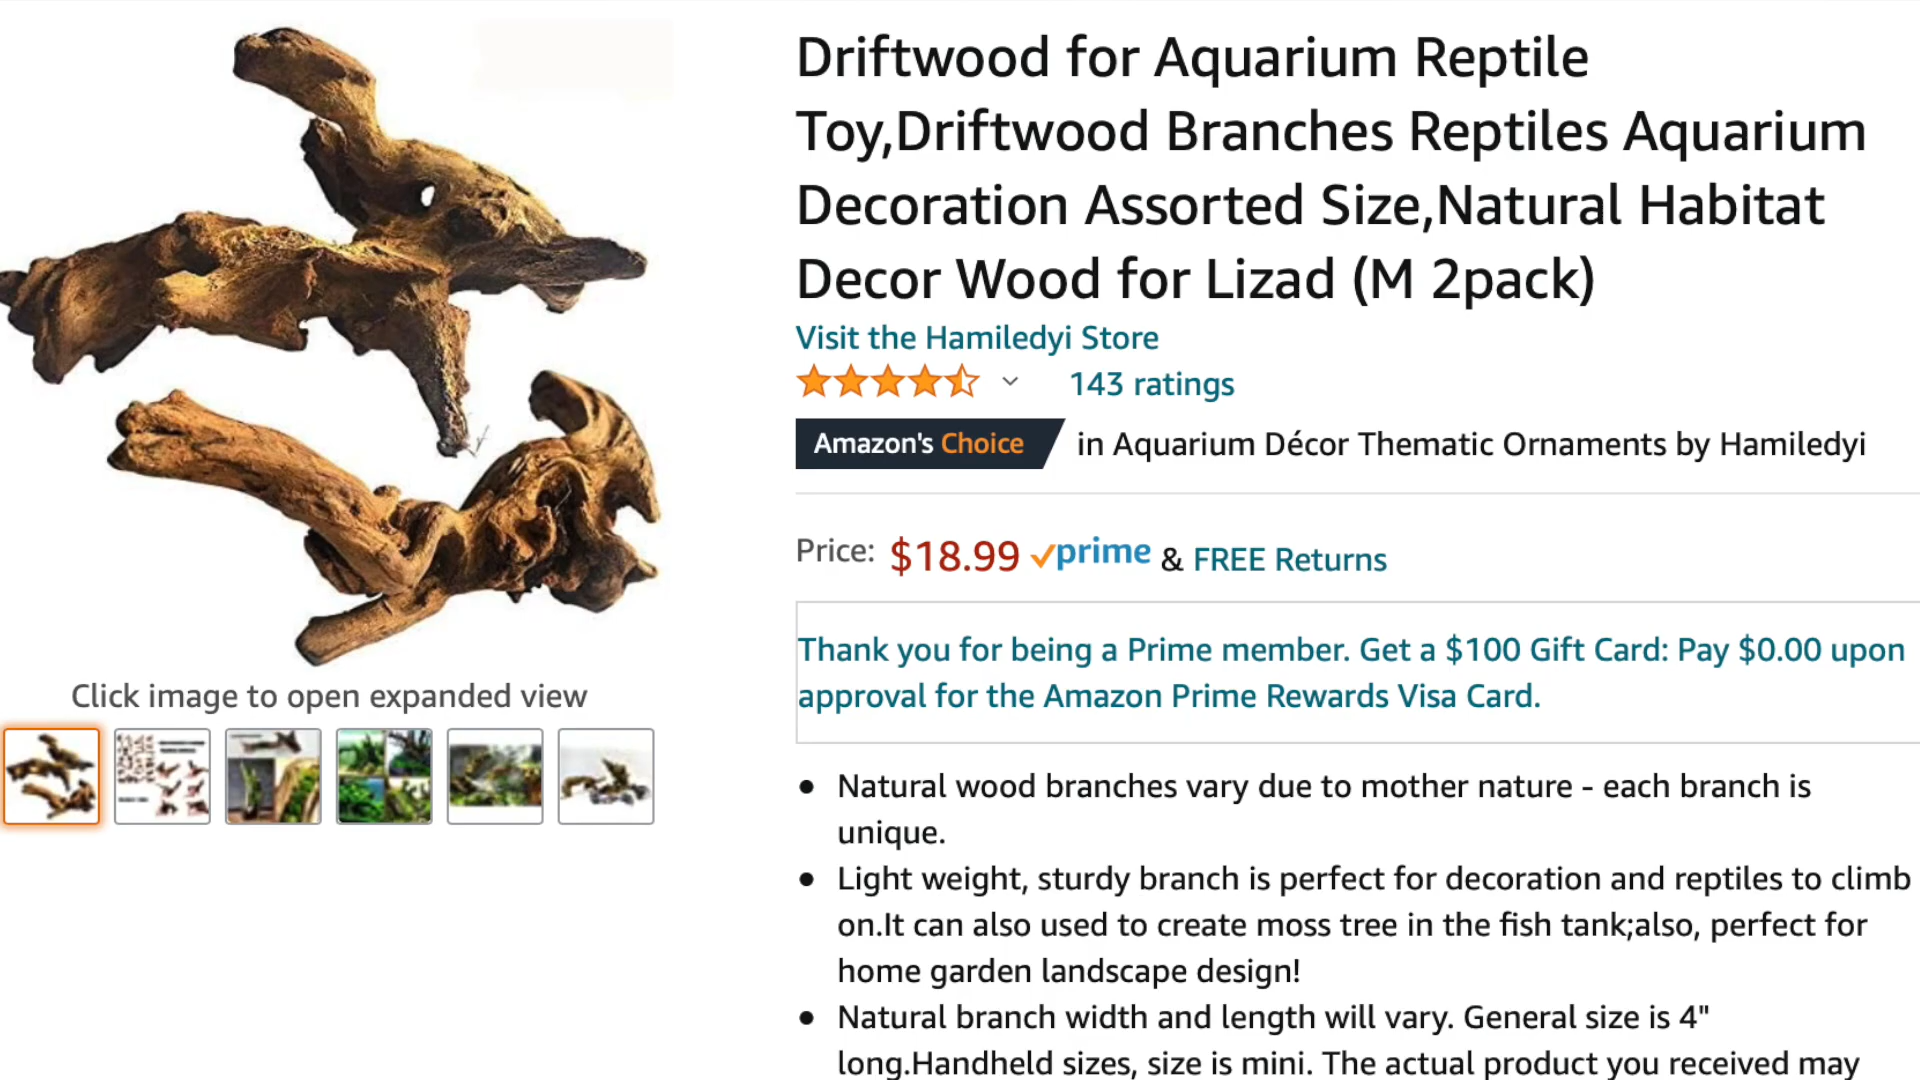 Driftwood for Aquarium Reptile
Toy,Driftwood Branches Reptiles Aquarium
Decoration Assorted Size,Natural Habitat
Decor Wood for Lizad (M 2pack)
Visit the Hamiledyi Store
143 ratings
Amazon's Choice in Aquarium Décor Thematic Ornaments by Hamiledyi
Price: $18.99 prime & FREE Returns
Thank you for being a Prime member. Get a $100 Gift Card: Pay $0.00 upon
approval for the Amazon Prime Rewards Visa Card.
Click image to open expanded view
● Natural wood branches vary due to mother nature - each branch is
unique.
● Light weight, sturdy branch is perfect for decoration and reptiles to climb
on.It can also used to create moss tree in the fish tank;also, perfect for
home garden landscape design!
● Natural branch width and length will vary. General size is 4"
long.Handheld sizes, size is mini. The actual product you received may